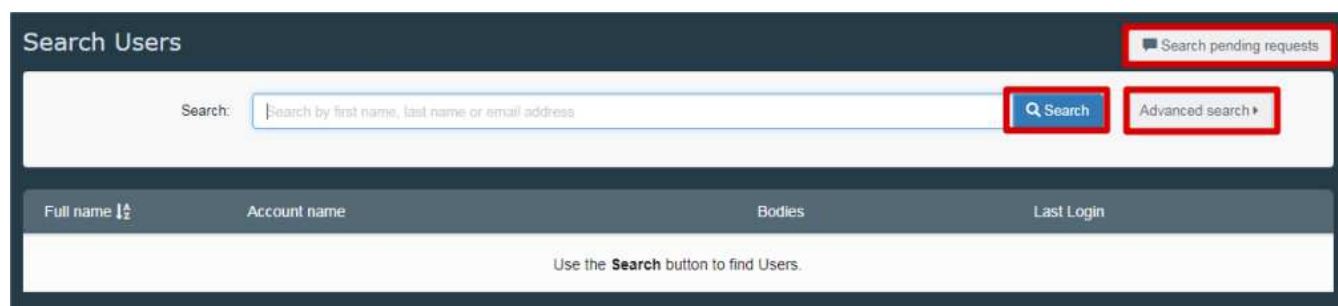 Search Users
Search pending requests
Search: Search by first name, last name or email address Search Advanced search
Full name Account name Bodies Last Login
Use the Search button to find Users.